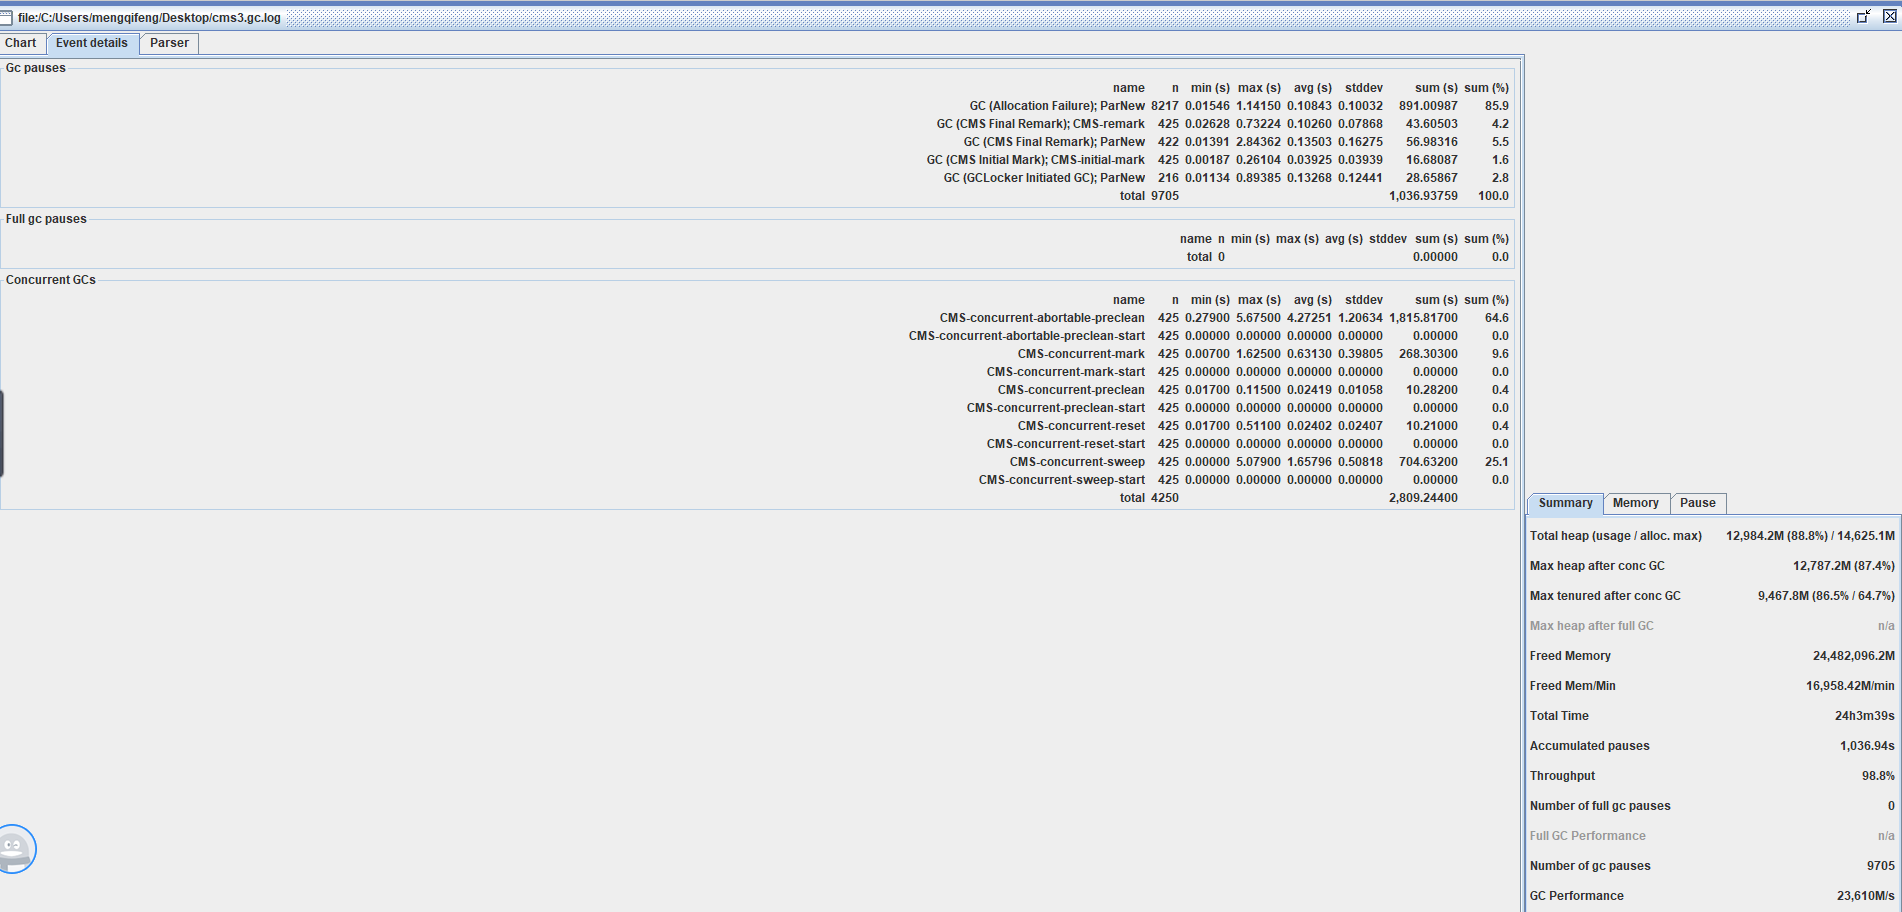 file:/C:/Users/mengqifeng/Desktop/cms3.gc.log
Chart Event details Parser
Gc pauses
name n min (s) max (s) avg (s) stddev sum (s) sum (%)
GC (Allocation Failure); ParNew 8217 0.01546 1.14150 0.10843 0.10032 891.00987 85.9
GC (CMS Final Remark); CMS-remark 425 0.02628 0.73224 0.10260 0.07868 43.60503 4.2
GC (CMS Final Remark); ParNew 422 0.01391 2.84362 0.13503 0.16275 56.98316 5.5
GC (CMS Initial Mark); CMS-initial-mark 425 0.00187 0.26104 0.03925 0.03939 16.68087 1.6
GC (GCLocker Initiated GC); ParNew 216 0.01134 0.89385 0.13268 0.12441 28.65867 2.8
total 9705 1,036.93759 100.0
Full gc pauses
name n min (s) max (s) avg (s) stddev sum (s) sum (%)
total 0 0.00000 0.0
Concurrent GCs
name n min (s) max (s) avg (s) stddev sum (s) sum (%)
CMS-concurrent-abortable-preclean 425 0.27900 5.67500 4.27251 1.20634 1,815.81700 64.6
CMS-concurrent-abortable-preclean-start 425 0.00000 0.00000 0.00000 0.00000 0.00000 0.0
CMS-concurrent-mark 425 0.00700 1.62500 0.63130 0.39805 268.30300 9.6
CMS-concurrent-mark-start 425 0.00000 0.00000 0.00000 0.00000 0.00000 0.0
CMS-concurrent-preclean 425 0.01700 0.11500 0.02419 0.01058 10.28200 0.4
CMS-concurrent-preclean-start 425 0.00000 0.00000 0.00000 0.00000 0.00000 0.0
CMS-concurrent-reset 425 0.01700 0.51100 0.02402 0.02407 10.21000 0.4
CMS-concurrent-reset-start 425 0.00000 0.00000 0.00000 0.00000 0.00000 0.0
CMS-concurrent-sweep 425 0.00000 5.07900 1.65796 0.50818 704.63200 25.1
CMS-concurrent-sweep-start 425 0.00000 0.00000 0.00000 0.00000 0.00000 0.0
total 4250 2,809.24400
Summary Memory Pause
Total heap (usage / alloc. max) 12,984.2M (88.8%) / 14,625.1M
Max heap after conc GC 12,787.2M (87.4%)
Max tenured after conc GC 9,467.8M (86.5% / 64.7%)
Max heap after full GC n/a
Freed Memory 24,482,096.2M
Freed Mem/Min 16,958.42M/min
Total Time 24h3m39s
Accumulated pauses 1,036.94s
Throughput 98.8%
Number of full gc pauses 0
Full GC Performance n/a
Number of gc pauses 9705
GC Performance 23,610M/s